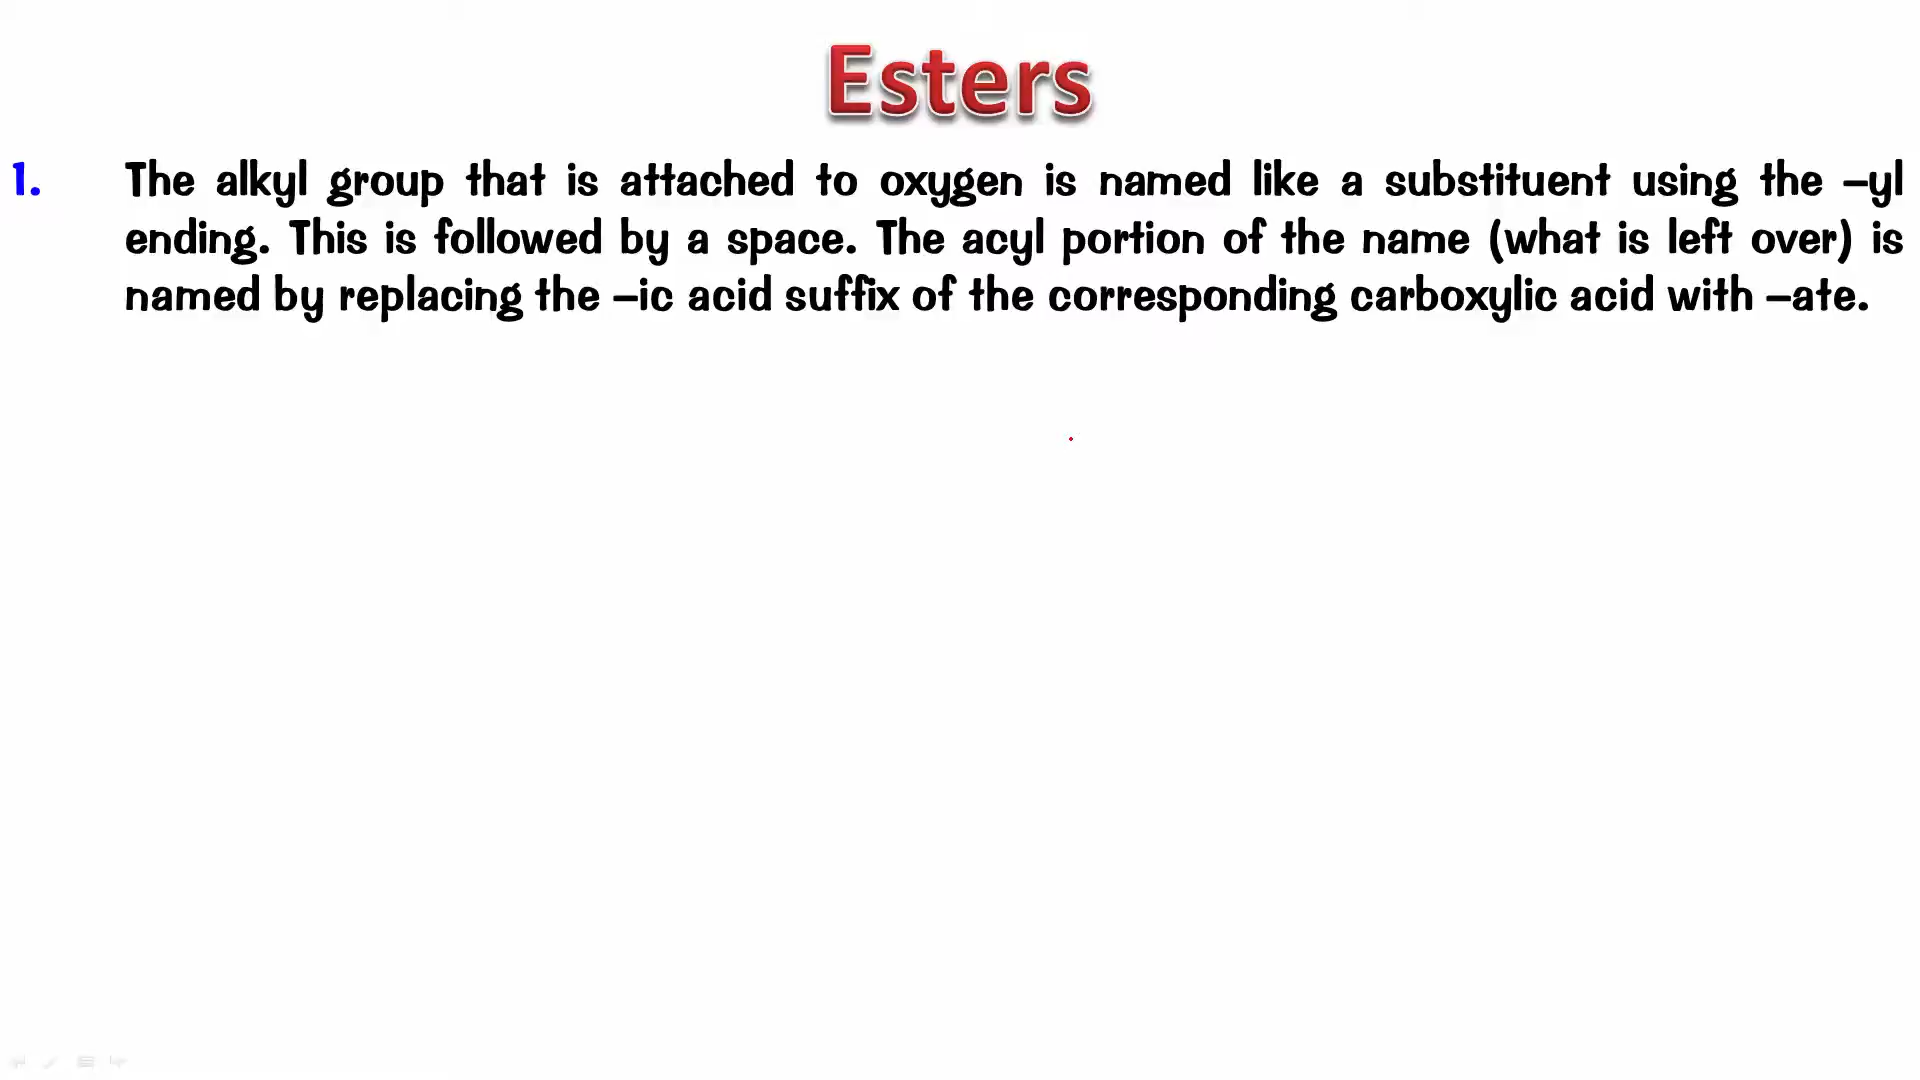 Esters
1. The alkyl group that is attached to oxygen is named like a substituent using the –yl
ending. This is followed by a space. The acyl portion of the name (what is left over) is
named by replacing the –ic acid suffix of the corresponding carboxylic acid with –ate.